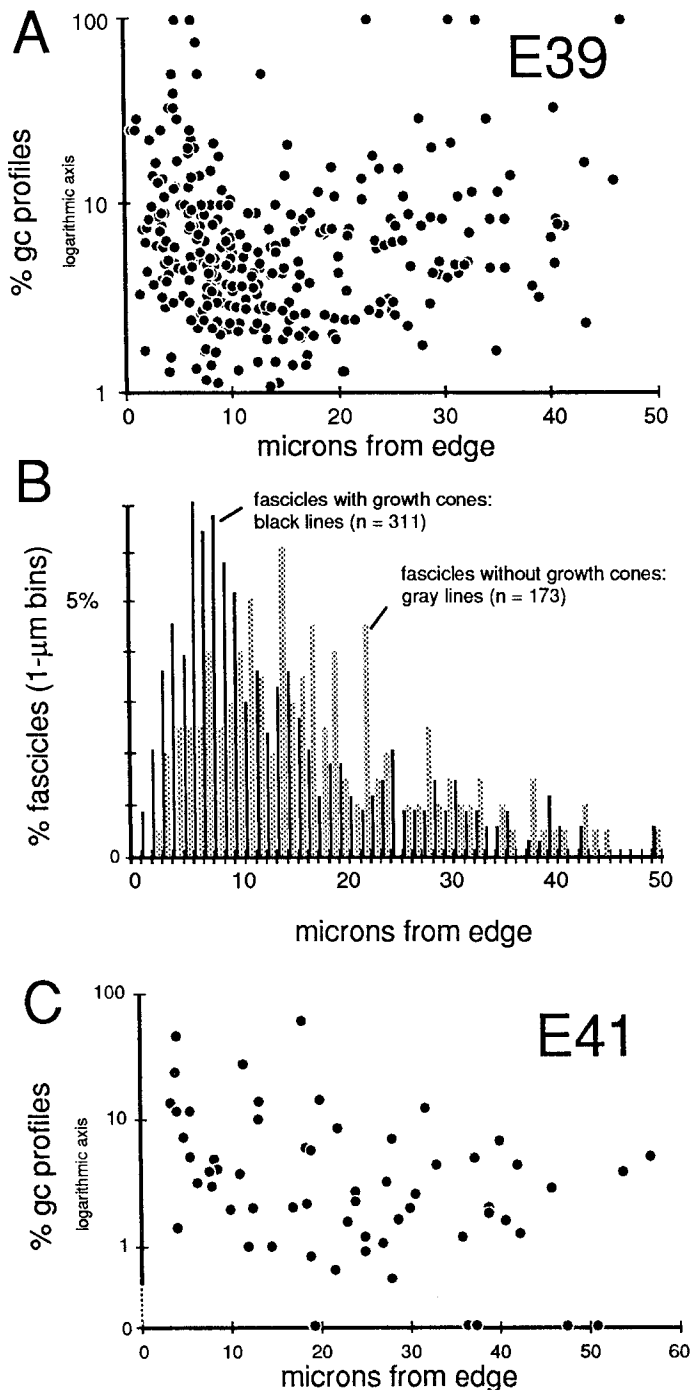 A
E39
100
10
1
% gc profiles
logarithmic axis
0 10 20 30 40 50
microns from edge
B
fascicles with growth cones:
black lines (n = 311)
fascicles without growth cones:
gray lines (n = 173)
5%
0
% fascicles (1-μm bins)
0 10 20 30 40 50
microns from edge
C
E41
100
10
1
0
% gc profiles
logarithmic axis
0 10 20 30 40 50 60
microns from edge